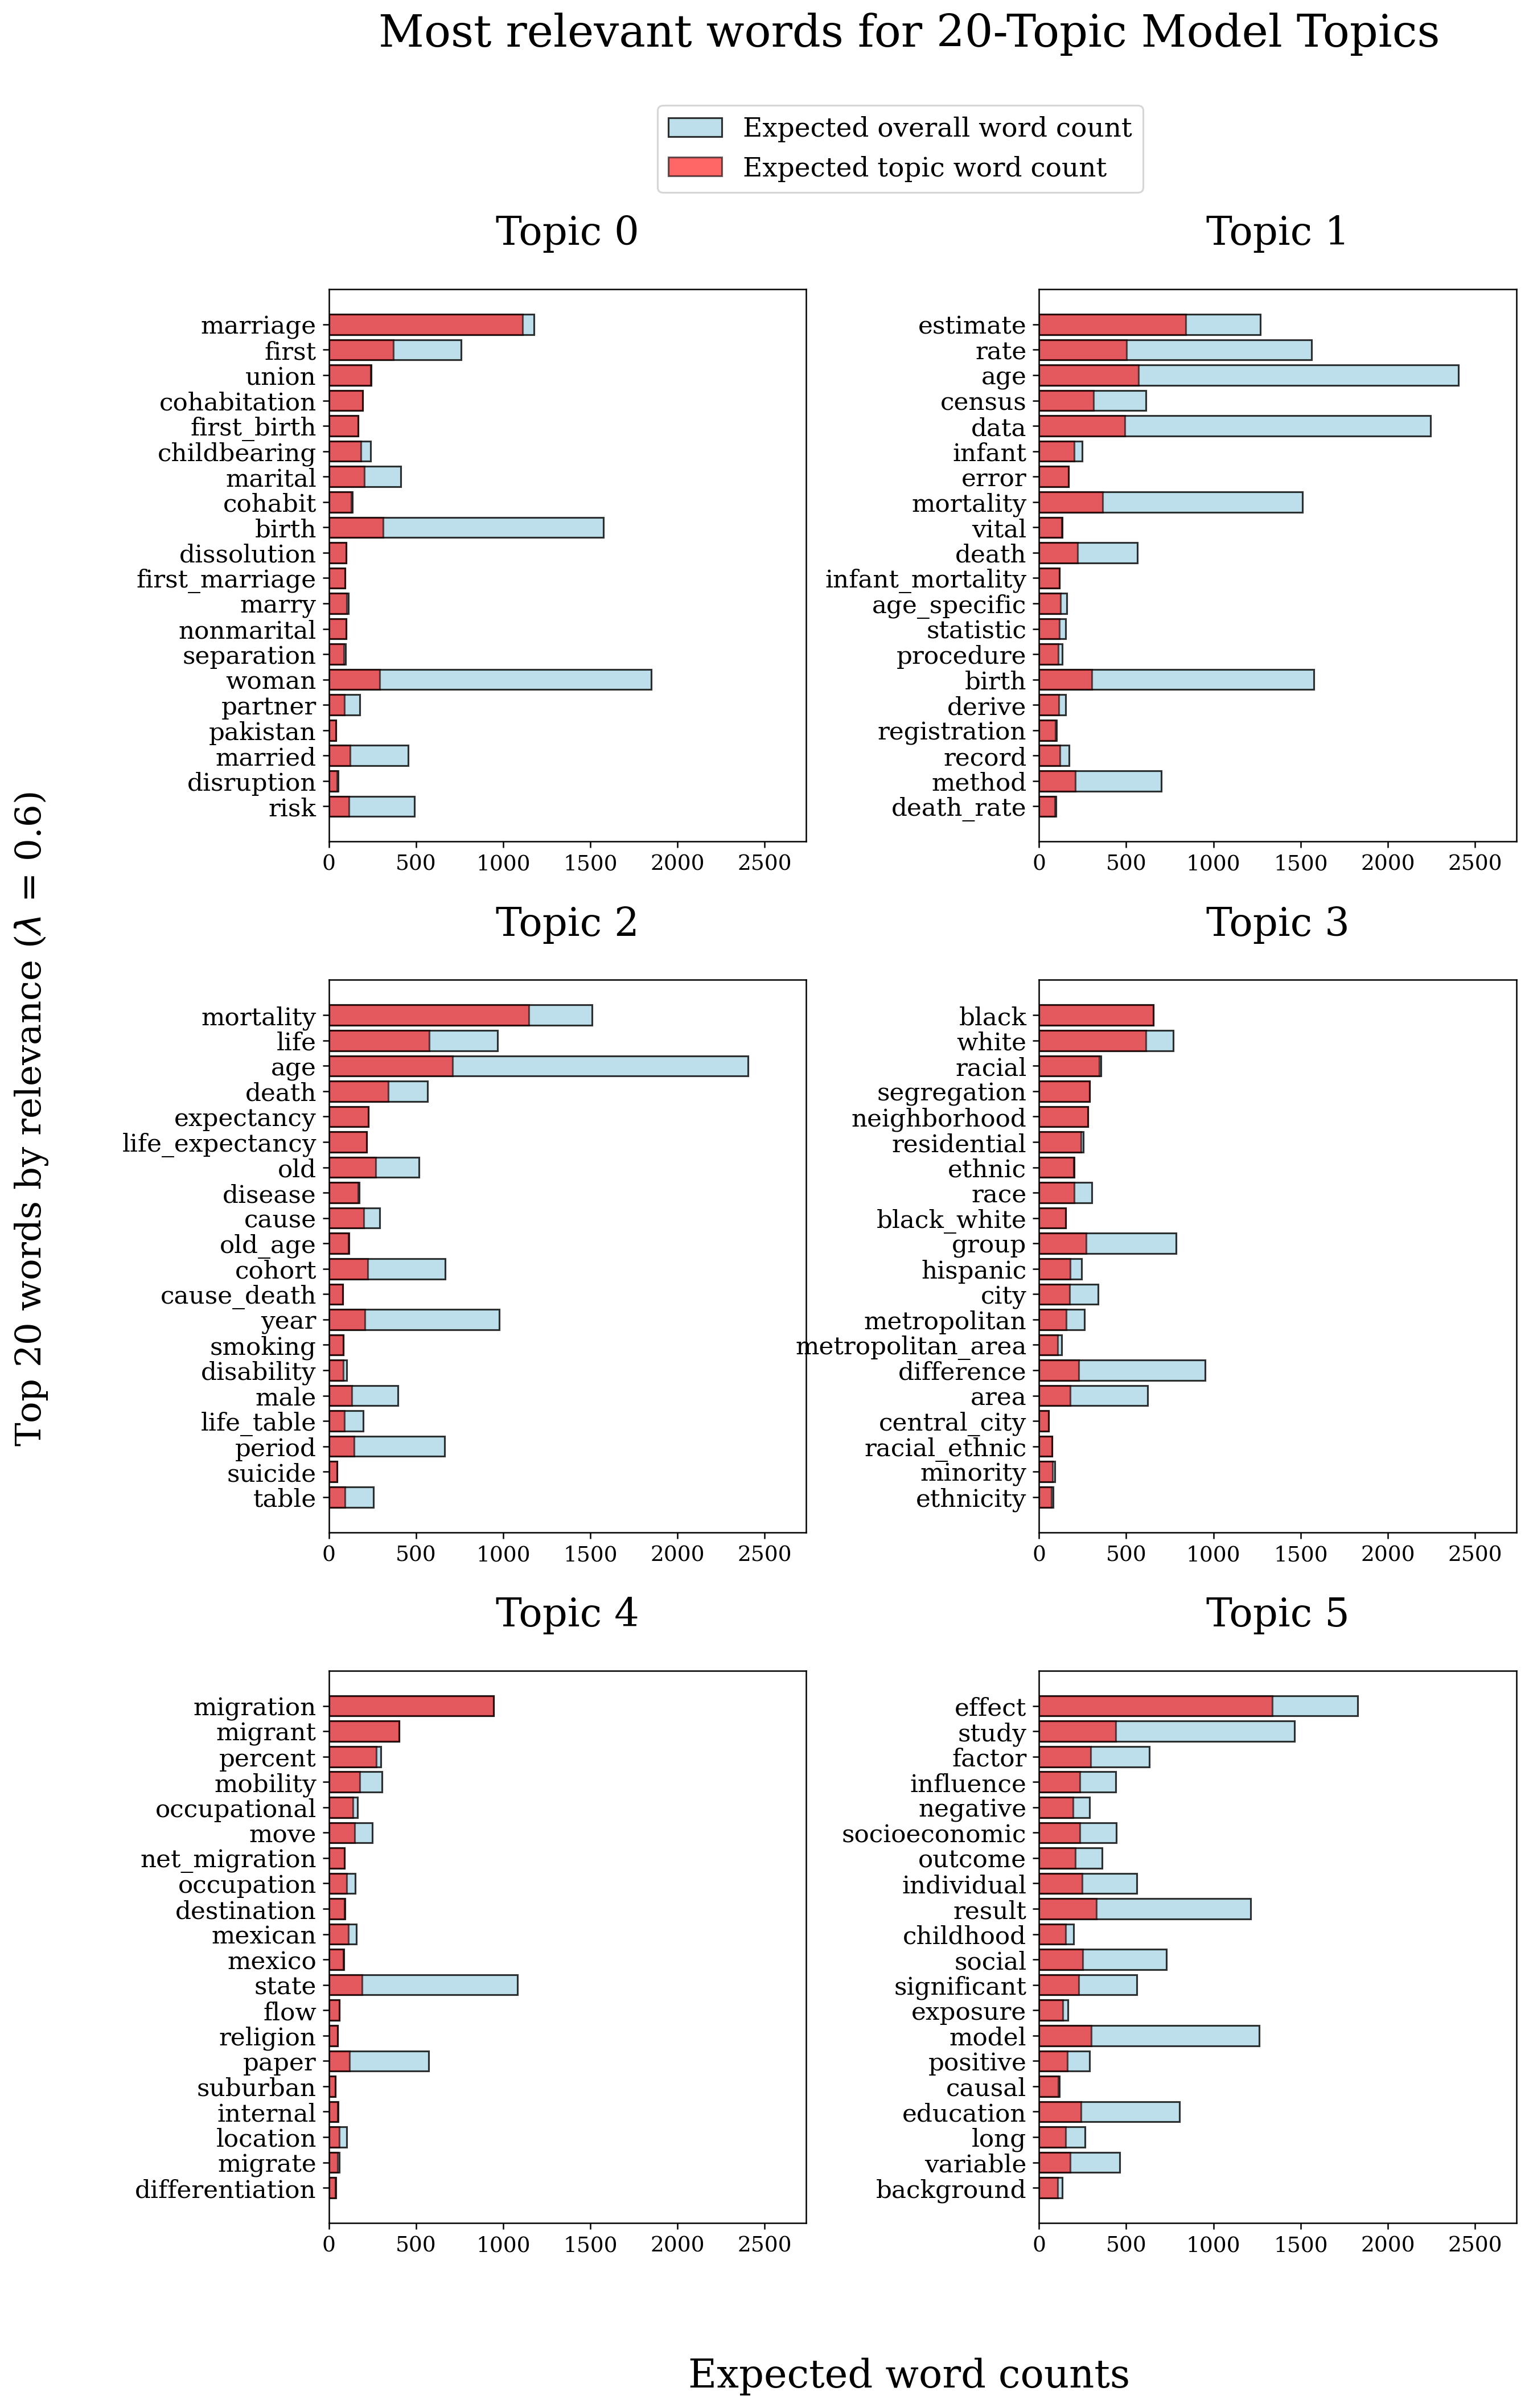 Most relevant words for 20-Topic Model Topics
Expected overall word count
Expected topic word count
Top 20 words by relevance (λ = 0.6)
Topic 0
marriage
first
union
cohabitation
first_birth
childbearing
marital
cohabit
birth
dissolution
first_marriage
marry
nonmarital
separation
woman
partner
pakistan
married
disruption
risk
0 500 1000 1500 2000 2500
Topic 1
estimate
rate
age
census
data
infant
error
mortality
vital
death
infant_mortality
age_specific
statistic
procedure
birth
derive
registration
record
method
death_rate
0 500 1000 1500 2000 2500
Topic 2
mortality
life
age
death
expectancy
life_expectancy
old
disease
cause
old_age
cohort
cause_death
year
smoking
disability
male
life_table
period
suicide
table
0 500 1000 1500 2000 2500
Topic 3
black
white
racial
segregation
neighborhood
residential
ethnic
race
black_white
group
hispanic
city
metropolitan
metropolitan_area
difference
area
central_city
racial_ethnic
minority
ethnicity
0 500 1000 1500 2000 2500
Topic 4
migration
migrant
percent
mobility
occupational
move
net_migration
occupation
destination
mexican
mexico
state
flow
religion
paper
suburban
internal
location
migrate
differentiation
0 500 1000 1500 2000 2500
Topic 5
effect
study
factor
influence
negative
socioeconomic
outcome
individual
result
childhood
social
significant
exposure
model
positive
causal
education
long
variable
background
0 500 1000 1500 2000 2500
Expected word counts